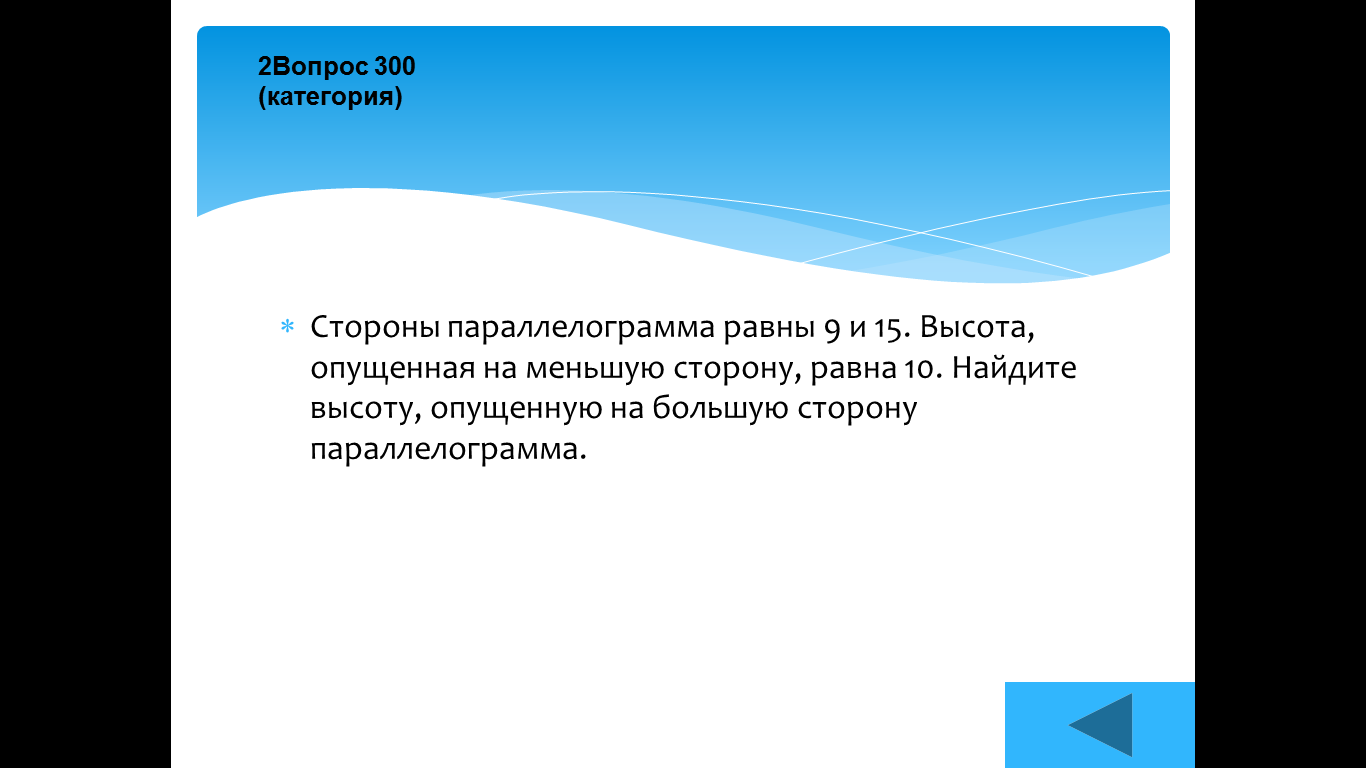 2Вопрос 300
(категория)
* Стороны параллелограмма равны 9 и 15. Высота,
опущенная на меньшую сторону, равна 10. Найдите
высоту, опущенную на большую сторону
параллелограмма.